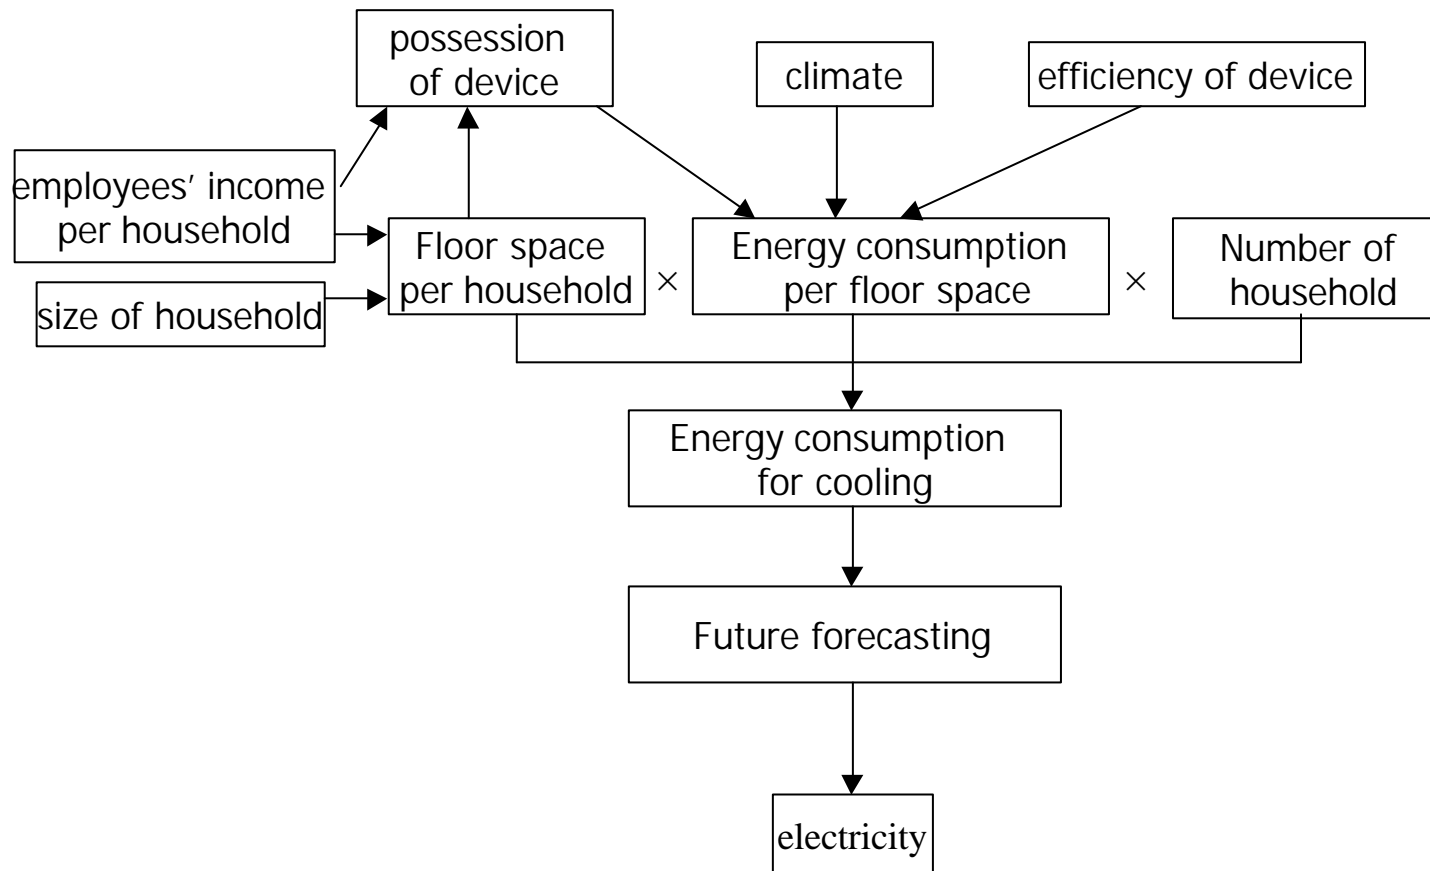 possession
of device
climate
efficiency of device
employees' income
per household
Floor space
per household
×
Energy consumption
per floor space
×
Number of
household
size of household
Energy consumption
for cooling
Future forecasting
electricity